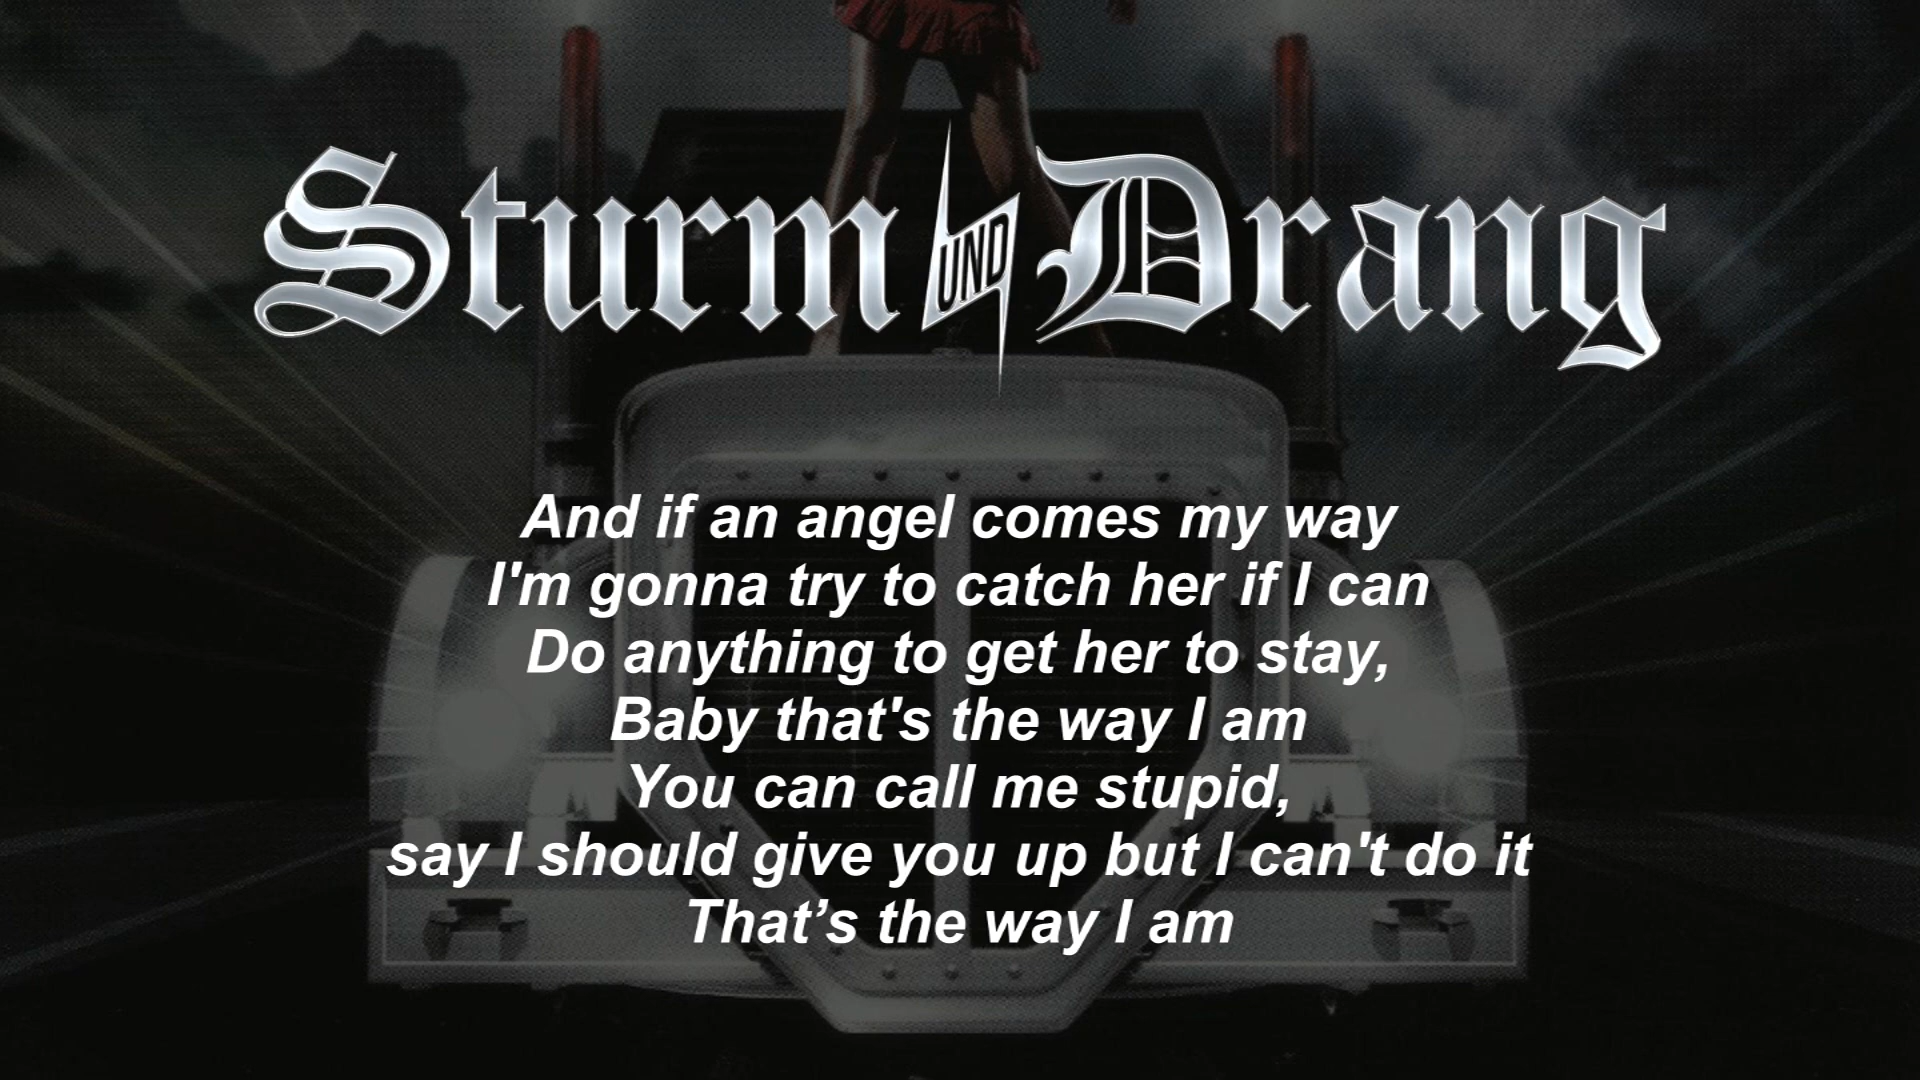 Sturm UND Drang
And if an angel comes my way
I'm gonna try to catch her if I can
Do anything to get her to stay,
Baby that's the way I am
You can call me stupid,
say I should give you up but I can't do it
That’s the way I am